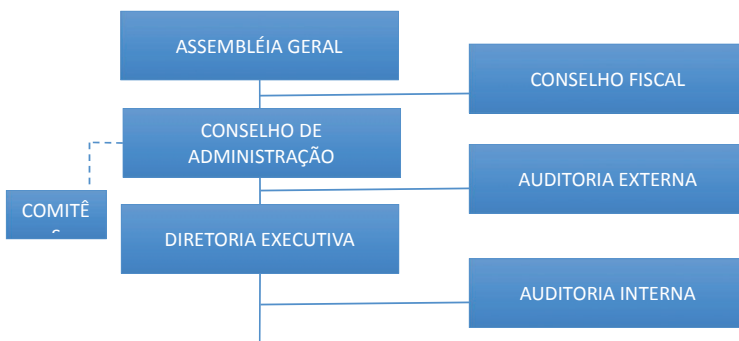 ASSEMBLÉIA GERAL
CONSELHO FISCAL
CONSELHO DE
ADMINISTRAÇÃO
AUDITORIA EXTERNA
COMITÊ
DIRETORIA EXECUTIVA
AUDITORIA INTERNA